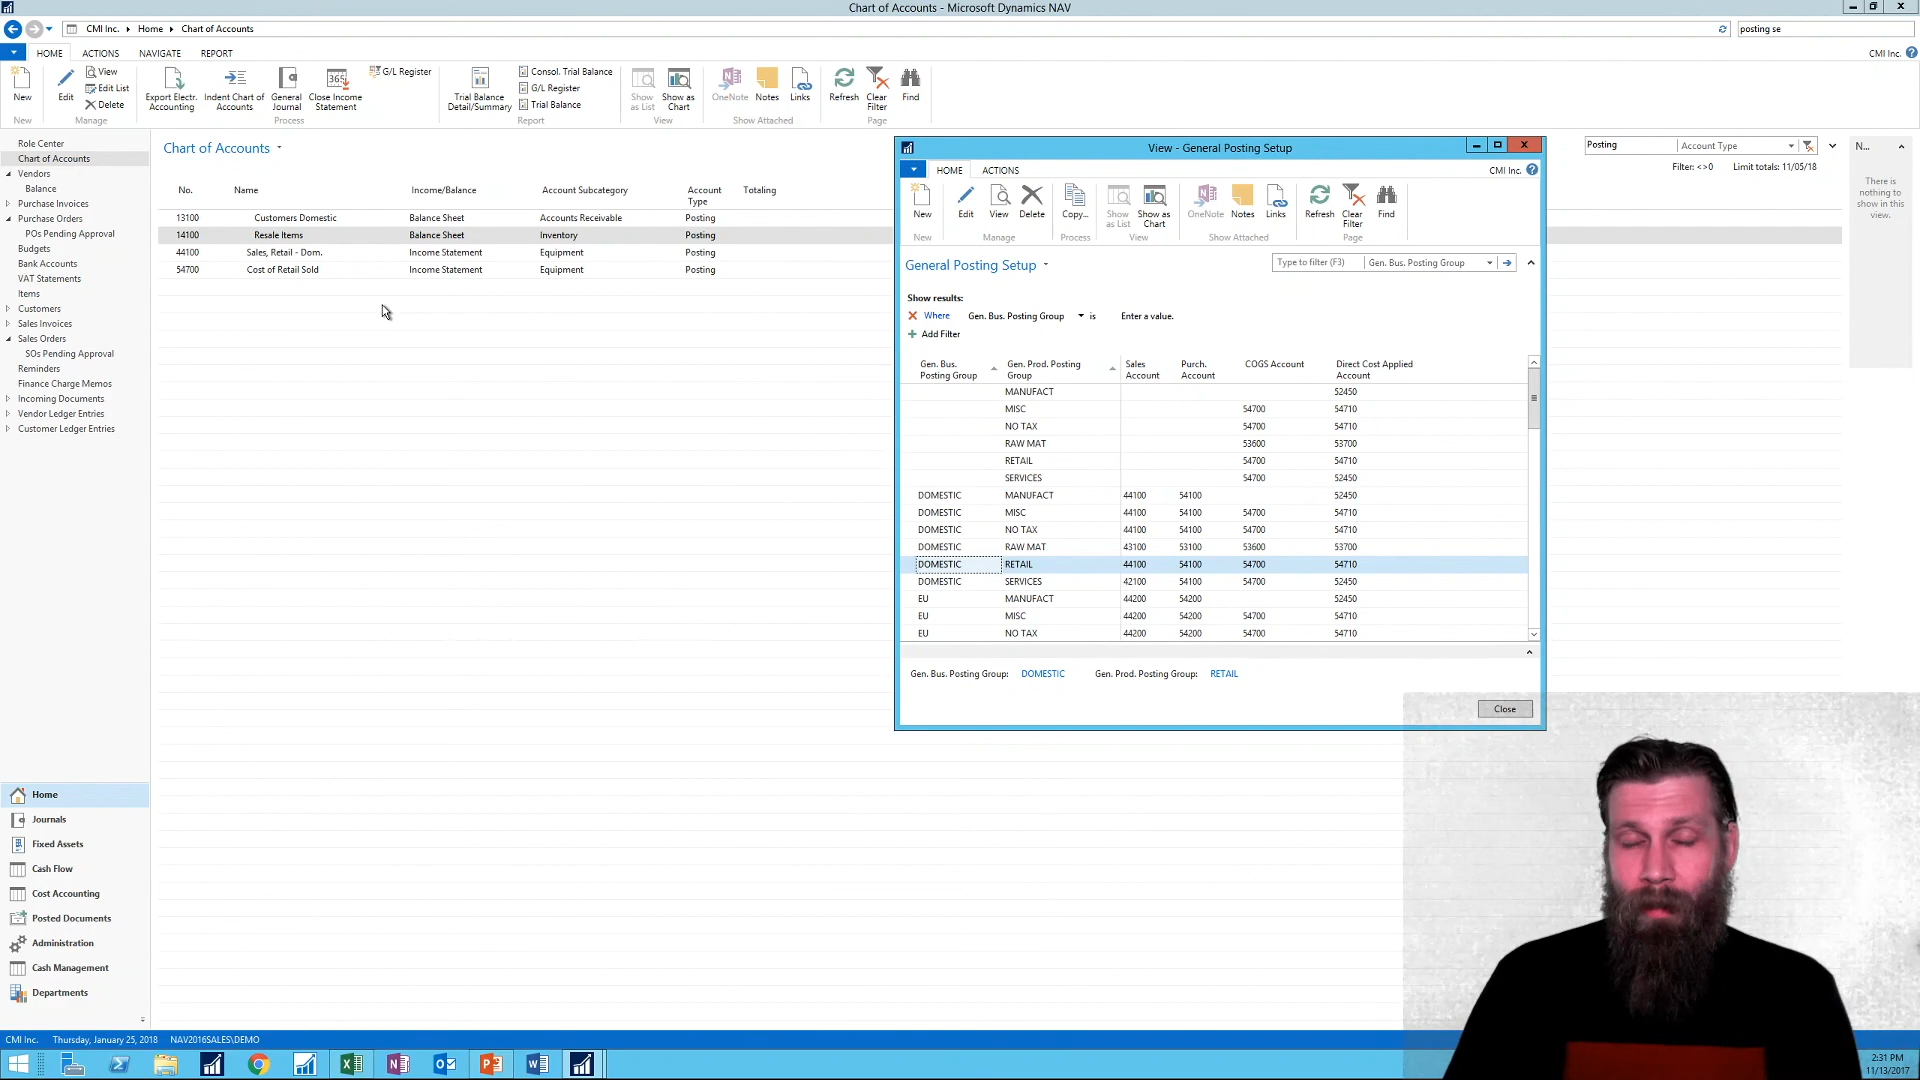 Chart of Accounts - Microsoft Dynamics NAV
CMI Inc. Home Chart of Accounts
posting se
HOME ACTIONS NAVIGATE REPORT
CMI Inc.
New
Edit
View
Edit List
Delete
Export Electr. Accounting
Indent Chart of Accounts
General Journal
Close Income Statement
G/L Register
Trial Balance Detail/Summary
Consol. Trial Balance
G/L Register
Trial Balance
Show as List
Show as Chart
OneNote
Notes
Links
Refresh
Clear Filter
Find
New Manage Process Report View Show Attached Page
Role Center
Chart of Accounts
Vendors
Balance
Purchase Invoices
Purchase Orders
POs Pending Approval
Budgets
Bank Accounts
VAT Statements
Items
Customers
Sales Invoices
Sales Orders
SOs Pending Approval
Reminders
Finance Charge Memos
Incoming Documents
Vendor Ledger Entries
Customer Ledger Entries
Home
Journals
Fixed Assets
Cash Flow
Cost Accounting
Posted Documents
Administration
Cash Management
Departments
Chart of Accounts
Posting Account Type
Filter: <>0 Limit totals: 11/05/18
N...
There is nothing to show in this view.
No. Name Income/Balance Account Subcategory Account Type Totaling
13100 Customers Domestic Balance Sheet Accounts Receivable Posting
14100 Resale Items Balance Sheet Inventory Posting
44100 Sales, Retail - Dom. Income Statement Equipment Posting
54700 Cost of Retail Sold Income Statement Equipment Posting
View - General Posting Setup
HOME ACTIONS
CMI Inc.
New
Edit
View
Delete
Copy...
Show as List
Show as Chart
OneNote
Notes
Links
Refresh
Clear Filter
Find
New Manage Process View Show Attached Page
General Posting Setup
Type to filter (F3) Gen. Bus. Posting Group
Show results:
Where Gen. Bus. Posting Group is Enter a value.
Add Filter
Gen. Bus. Posting Group Gen. Prod. Posting Group Sales Account Purch. Account COGS Account Direct Cost Applied Account
MANUFACT 52450
MISC 54700 54710
NO TAX 54700 54710
RAW MAT 53600 53700
RETAIL 54700 54710
SERVICES 54700 52450
DOMESTIC MANUFACT 44100 54100 52450
DOMESTIC MISC 44100 54100 54700 54710
DOMESTIC NO TAX 44100 54100 54700 54710
DOMESTIC RAW MAT 43100 53100 53600 53700
DOMESTIC RETAIL 44100 54100 54700 54710
DOMESTIC SERVICES 42100 54100 54700 52450
EU MANUFACT 44200 54200 52450
EU MISC 44200 54200 54700 54710
EU NO TAX 44200 54200 54700 54710
Gen. Bus. Posting Group: DOMESTIC Gen. Prod. Posting Group: RETAIL
Close
CMI Inc. Thursday, January 25, 2018 NAV2016SALES\DEMO
2:31 PM
11/13/2017